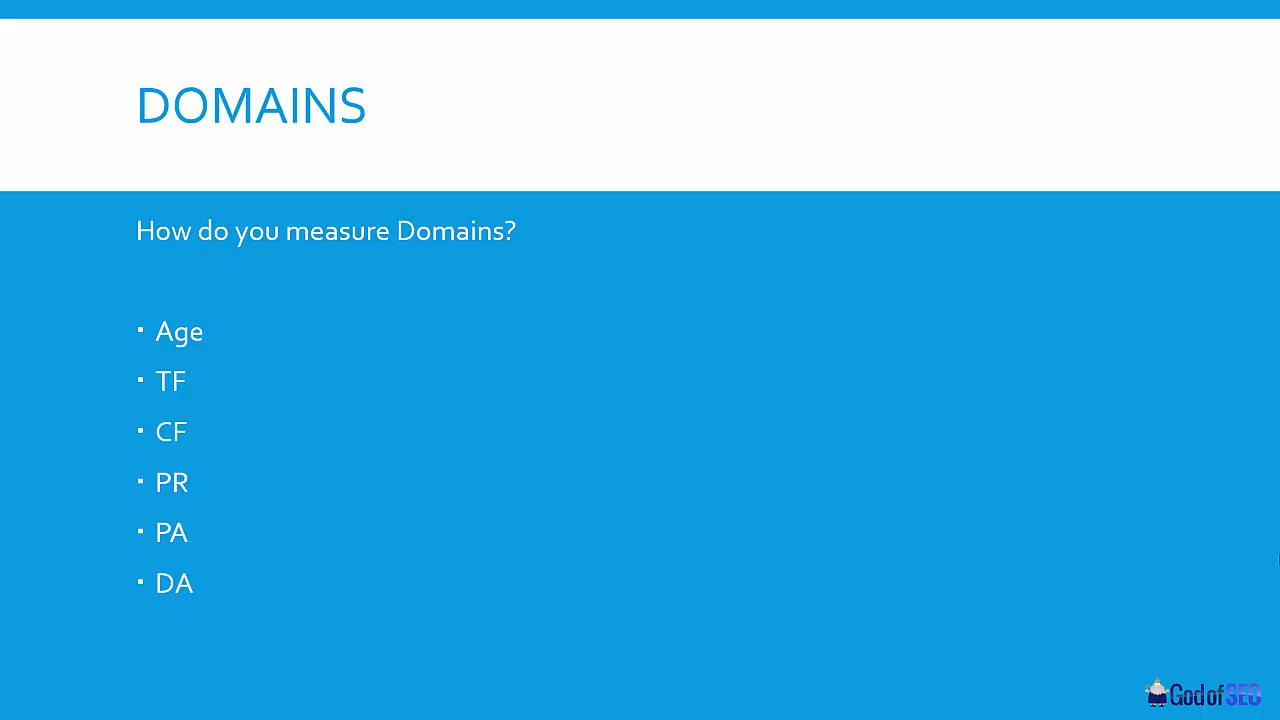 DOMAINS
How do you measure Domains?
▪ Age
▪ TF
▪ CF
▪ PR
▪ PA
▪ DA
God of SEO